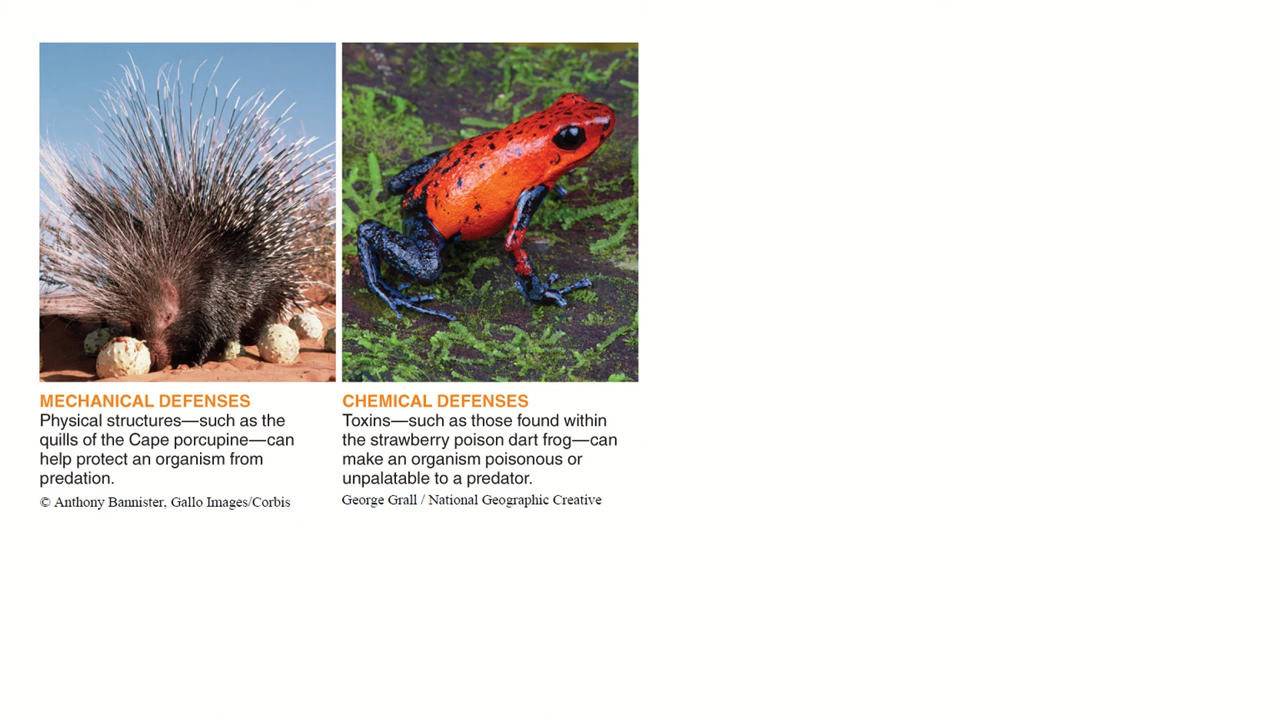 MECHANICAL DEFENSES
Physical structures—such as the
quills of the Cape porcupine—can
help protect an organism from
predation.
© Anthony Bannister, Gallo Images/Corbis
CHEMICAL DEFENSES
Toxins—such as those found within
the strawberry poison dart frog—can
make an organism poisonous or
unpalatable to a predator.
George Grall / National Geographic Creative